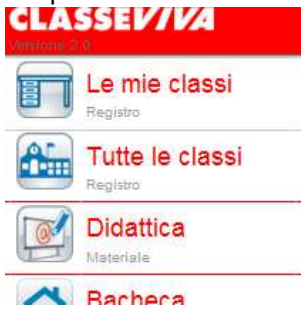 CLASSEVIVA
Versione 2.0
Le mie classi
Registro
Tutte le classi
Registro
Didattica
Materiale
Bacheca